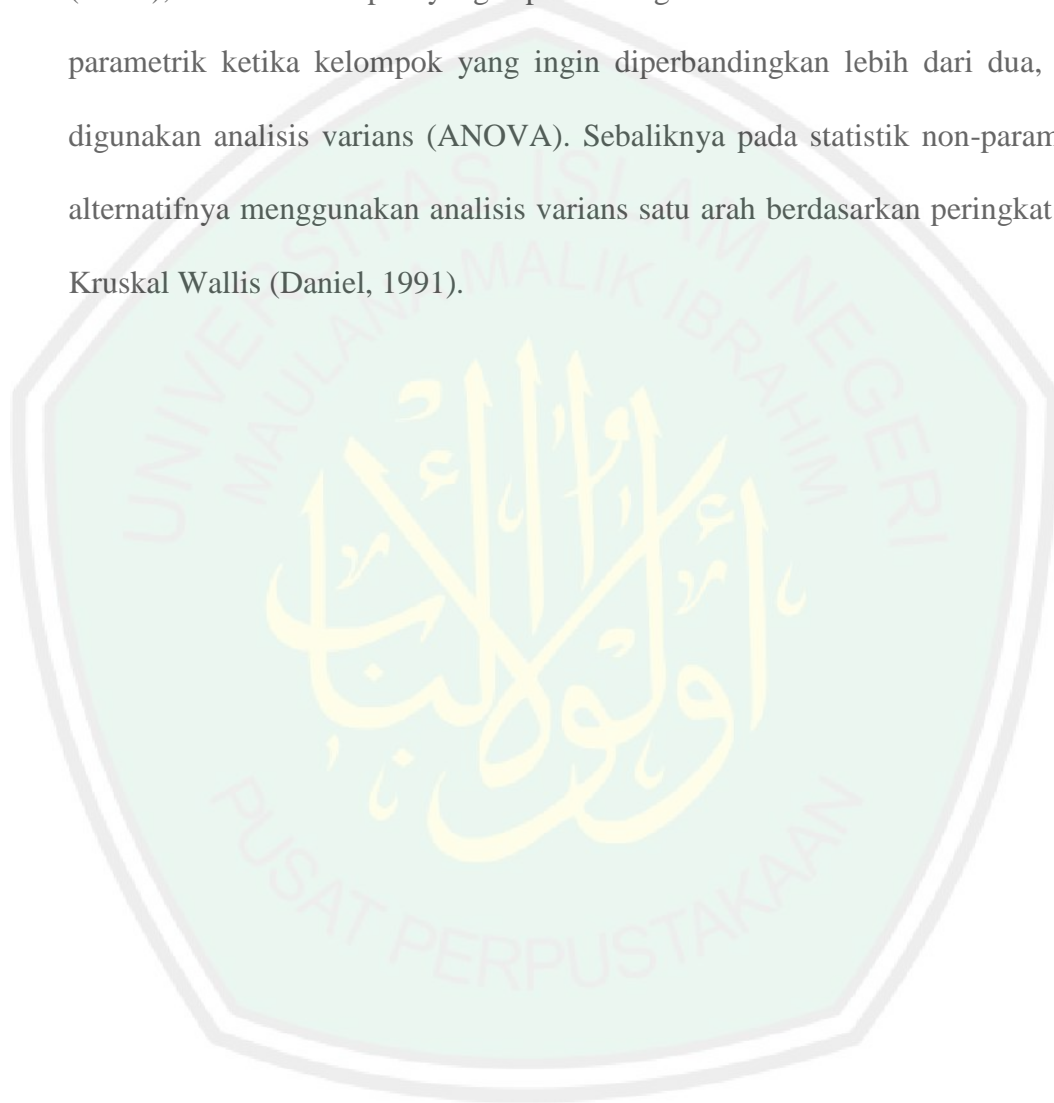 parametrik ketika kelompok yang ingin diperbandingkan lebih dari dua,
digunakan analisis varians (ANOVA). Sebaliknya pada statistik non-param
alternatifnya menggunakan analisis varians satu arah berdasarkan peringkat
Kruskal Wallis (Daniel, 1991).
UNIVERSITAS ISLAM NEGERI
MAULANA MALIK IBRAHIM
أولوا الألباب
PUSAT PERPUSTAKAAN